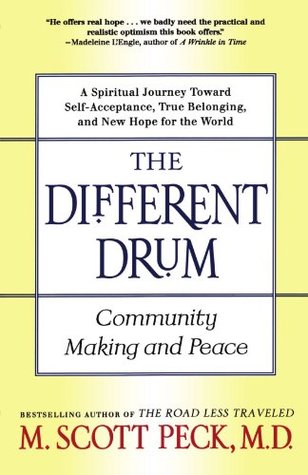 "He offers real hope . . . we badly need the practical and
realistic optimism this book offers."
—Madeleine L'Engle, author of A Wrinkle in Time
A Spiritual Journey Toward
Self-Acceptance, True Belonging,
and New Hope for the World
THE
DIFFERENT
DRUM
Community
Making and Peace
BESTSELLING AUTHOR OF THE ROAD LESS TRAVELED
M. SCOTT PECK, M.D.